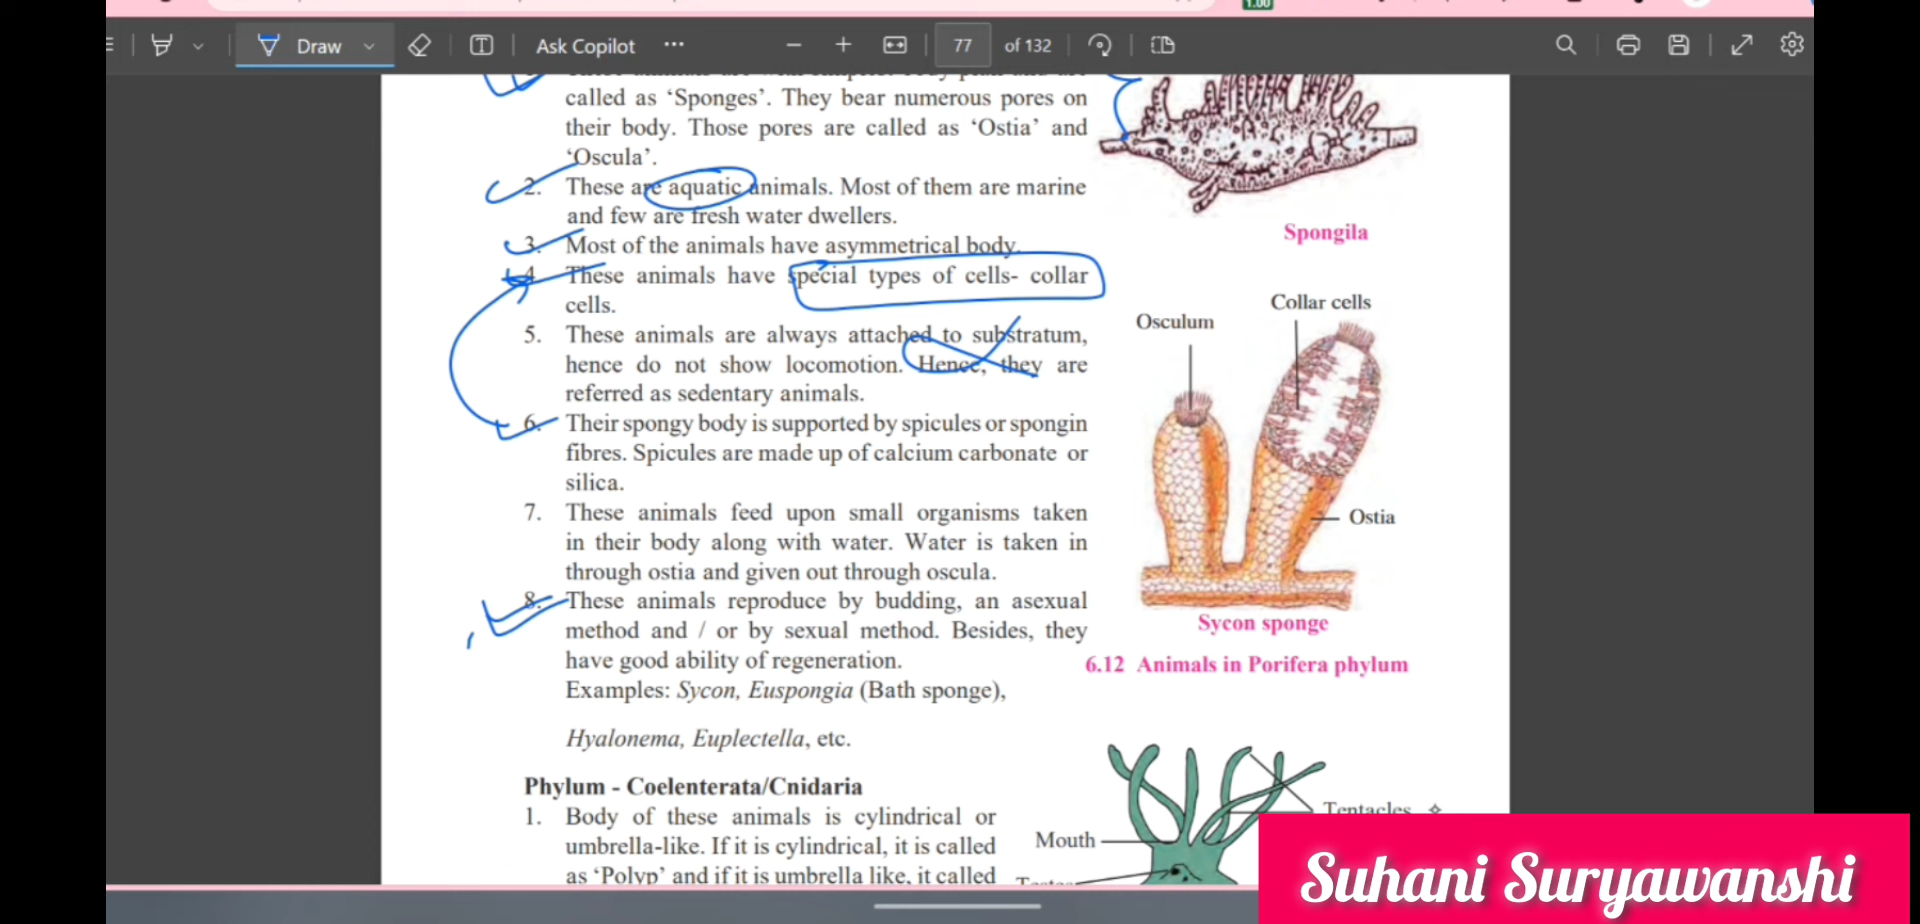 Draw
Ask Copilot
77 of 132
1.00
called as ‘Sponges’. They bear numerous pores on
their body. Those pores are called as ‘Ostia’ and
‘Oscula’.
2. These are aquatic animals. Most of them are marine
and few are fresh water dwellers.
3. Most of the animals have asymmetrical body.
4. These animals have special types of cells- collar
cells.
5. These animals are always attached to substratum,
hence do not show locomotion. Hence, they are
referred as sedentary animals.
6. Their spongy body is supported by spicules or spongin
fibres. Spicules are made up of calcium carbonate or
silica.
7. These animals feed upon small organisms taken
in their body along with water. Water is taken in
through ostia and given out through oscula.
8. These animals reproduce by budding, an asexual
method and / or by sexual method. Besides, they
have good ability of regeneration.
Examples: Sycon, Euspongia (Bath sponge),
Hyalonema, Euplectella, etc.
Spongila
Collar cells
Osculum
Ostia
Sycon sponge
6.12 Animals in Porifera phylum
Phylum - Coelenterata/Cnidaria
1. Body of these animals is cylindrical or
umbrella-like. If it is cylindrical, it is called
as ‘Polyp’ and if it is umbrella like, it called
Tentacles
Mouth
Suhani Suryawanshi